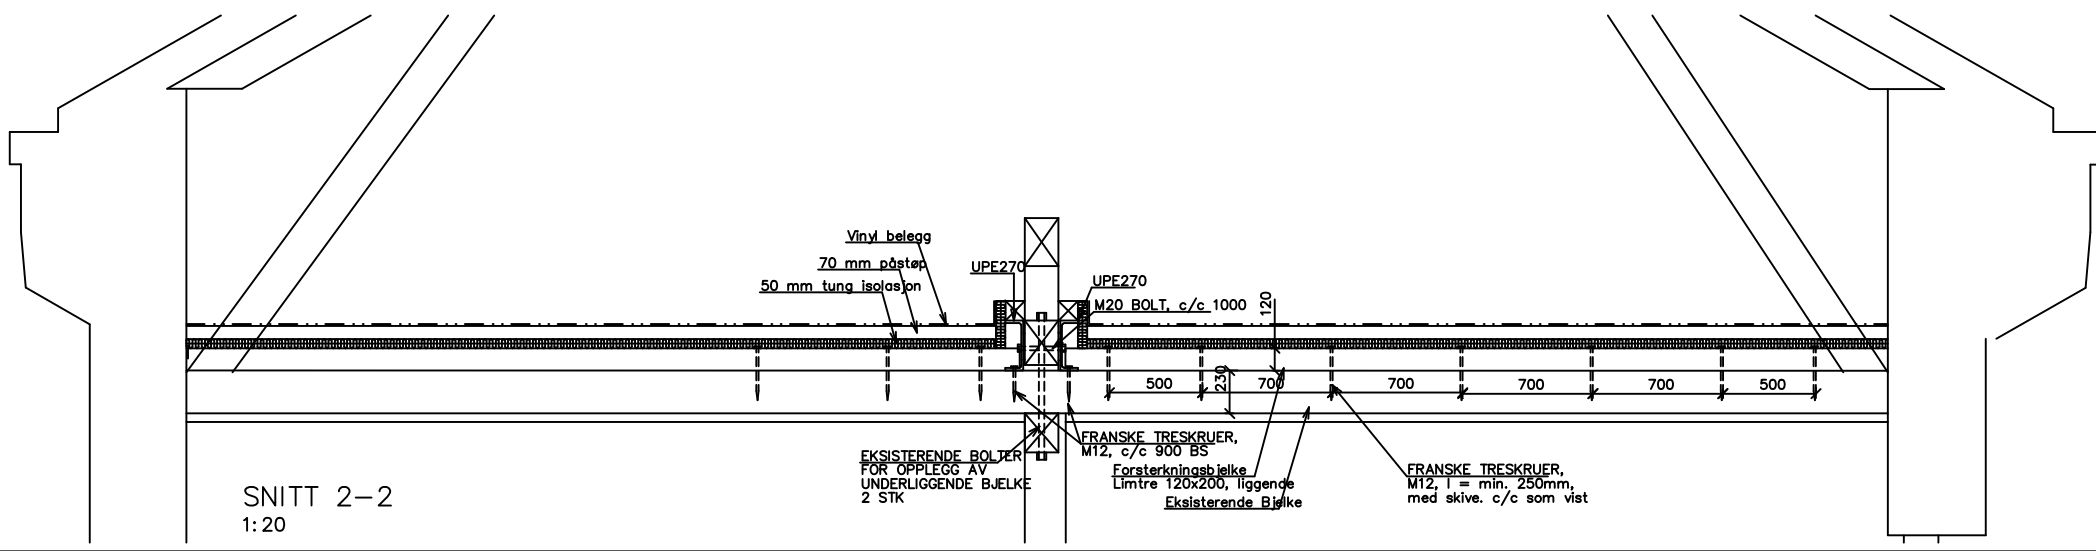 Vinyl belegg
70 mm påstøp
50 mm tung isolasjon
UPE270
UPE270
M20 BOLT, c/c 1000
120
230
500
700
700
700
700
500
EKSISTERENDE BOLTER
FOR OPPLEGG AV
UNDERLIGGENDE BJELKE
2 STK
FRANSKE TRESKRUER,
M12, c/c 900 BS
Forsterkningsbjelke
Limtre 120x200, liggende
Eksisterende Bjelke
FRANSKE TRESKRUER,
M12, l = min. 250mm,
med skive. c/c som vist
SNITT 2-2
1:20